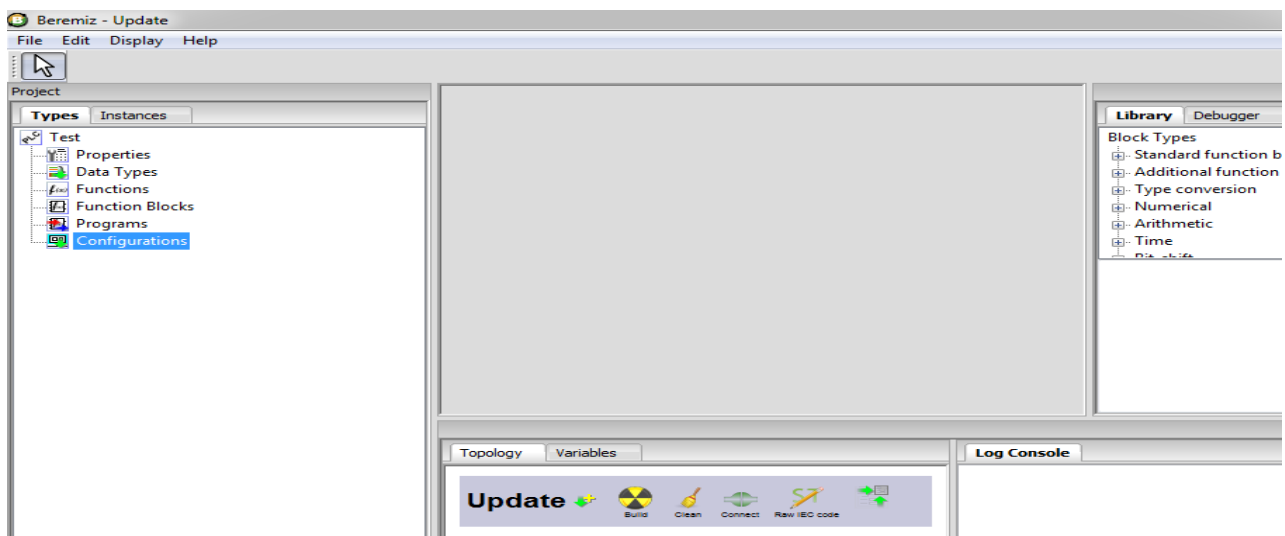 Beremiz - Update
File Edit Display Help
Project
Types Instances
Test
Properties
Data Types
Functions
Function Blocks
Programs
Configurations
Library Debugger
Block Types
Standard function b
Additional function
Type conversion
Numerical
Arithmetic
Time
Bit-shift
Topology Variables
Update
Build Clean Connect Raw IEC code
Log Console